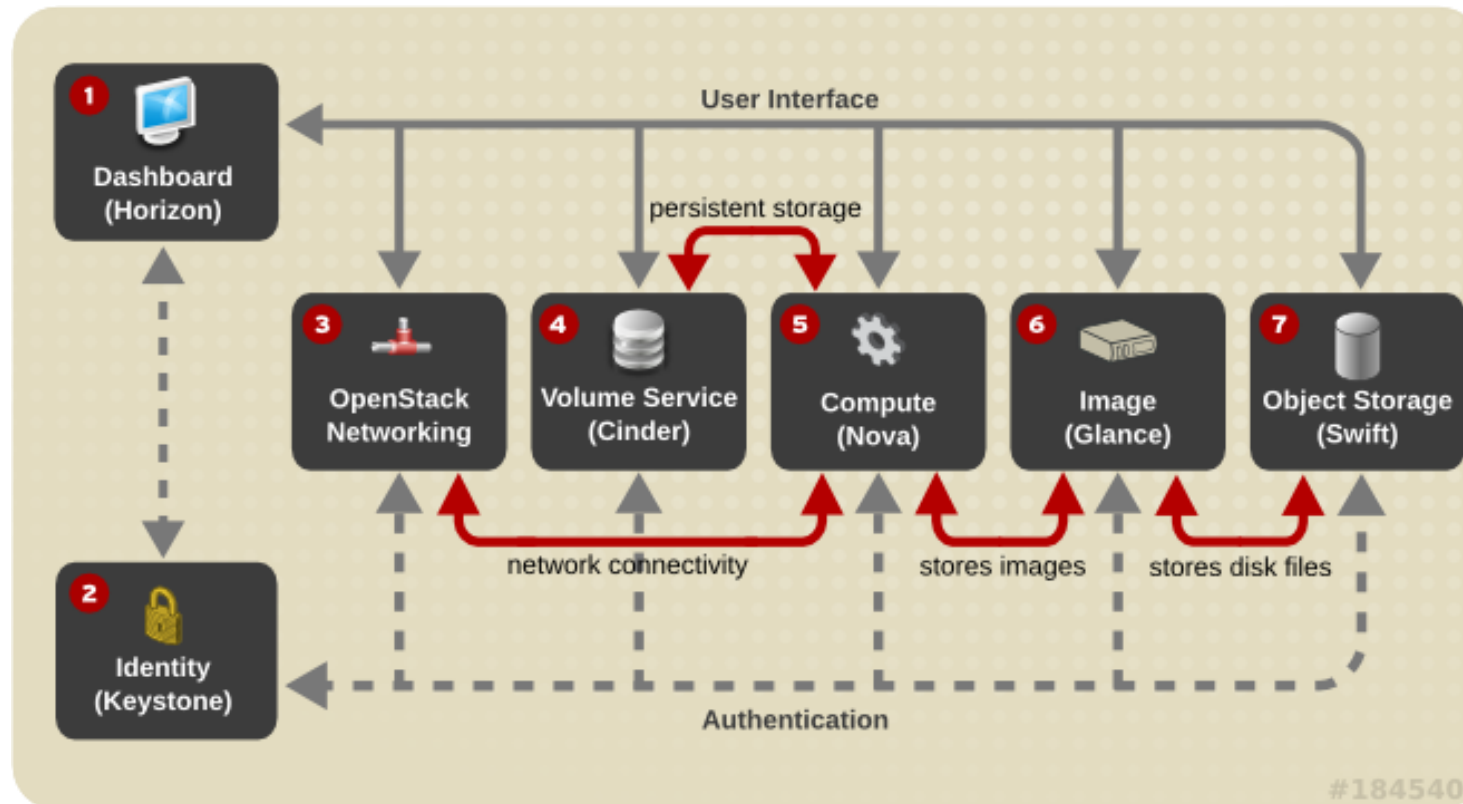 User Interface
1
Dashboard
(Horizon)
persistent storage
3
OpenStack
Networking
4
Volume Service
(Cinder)
5
Compute
(Nova)
6
Image
(Glance)
7
Object Storage
(Swift)
network connectivity
stores images
stores disk files
2
Identity
(Keystone)
Authentication
#184540